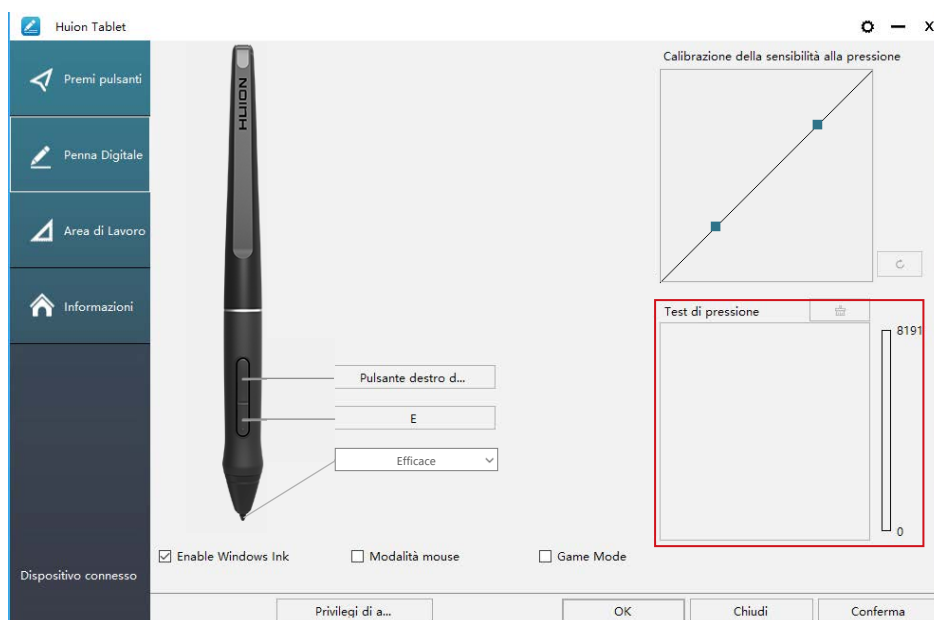 Huion Tablet
X
Premi pulsanti
Penna Digitale
Area di Lavoro
Informazioni
Dispositivo connesso
HUION
Calibrazione della sensibilità alla pressione
Test di pressione
8191
0
Pulsante destro d...
E
Efficace
Enable Windows Ink
Modalità mouse
Game Mode
Privilegi di a...
OK
Chiudi
Conferma